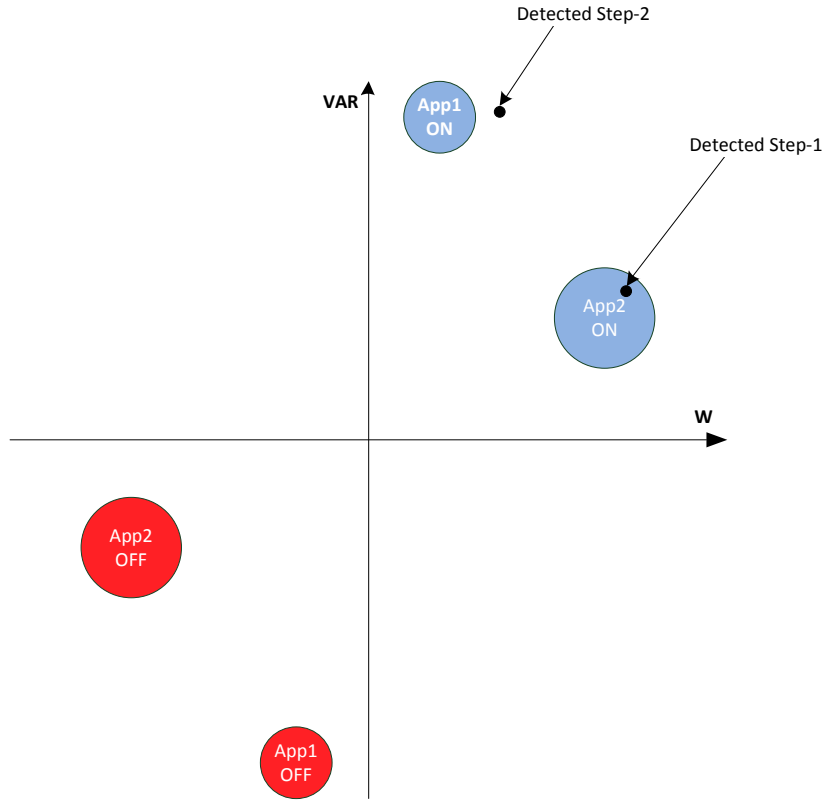 Detected Step-2
VAR
App1
ON
Detected Step-1
App2
ON
W
App2
OFF
App1
OFF